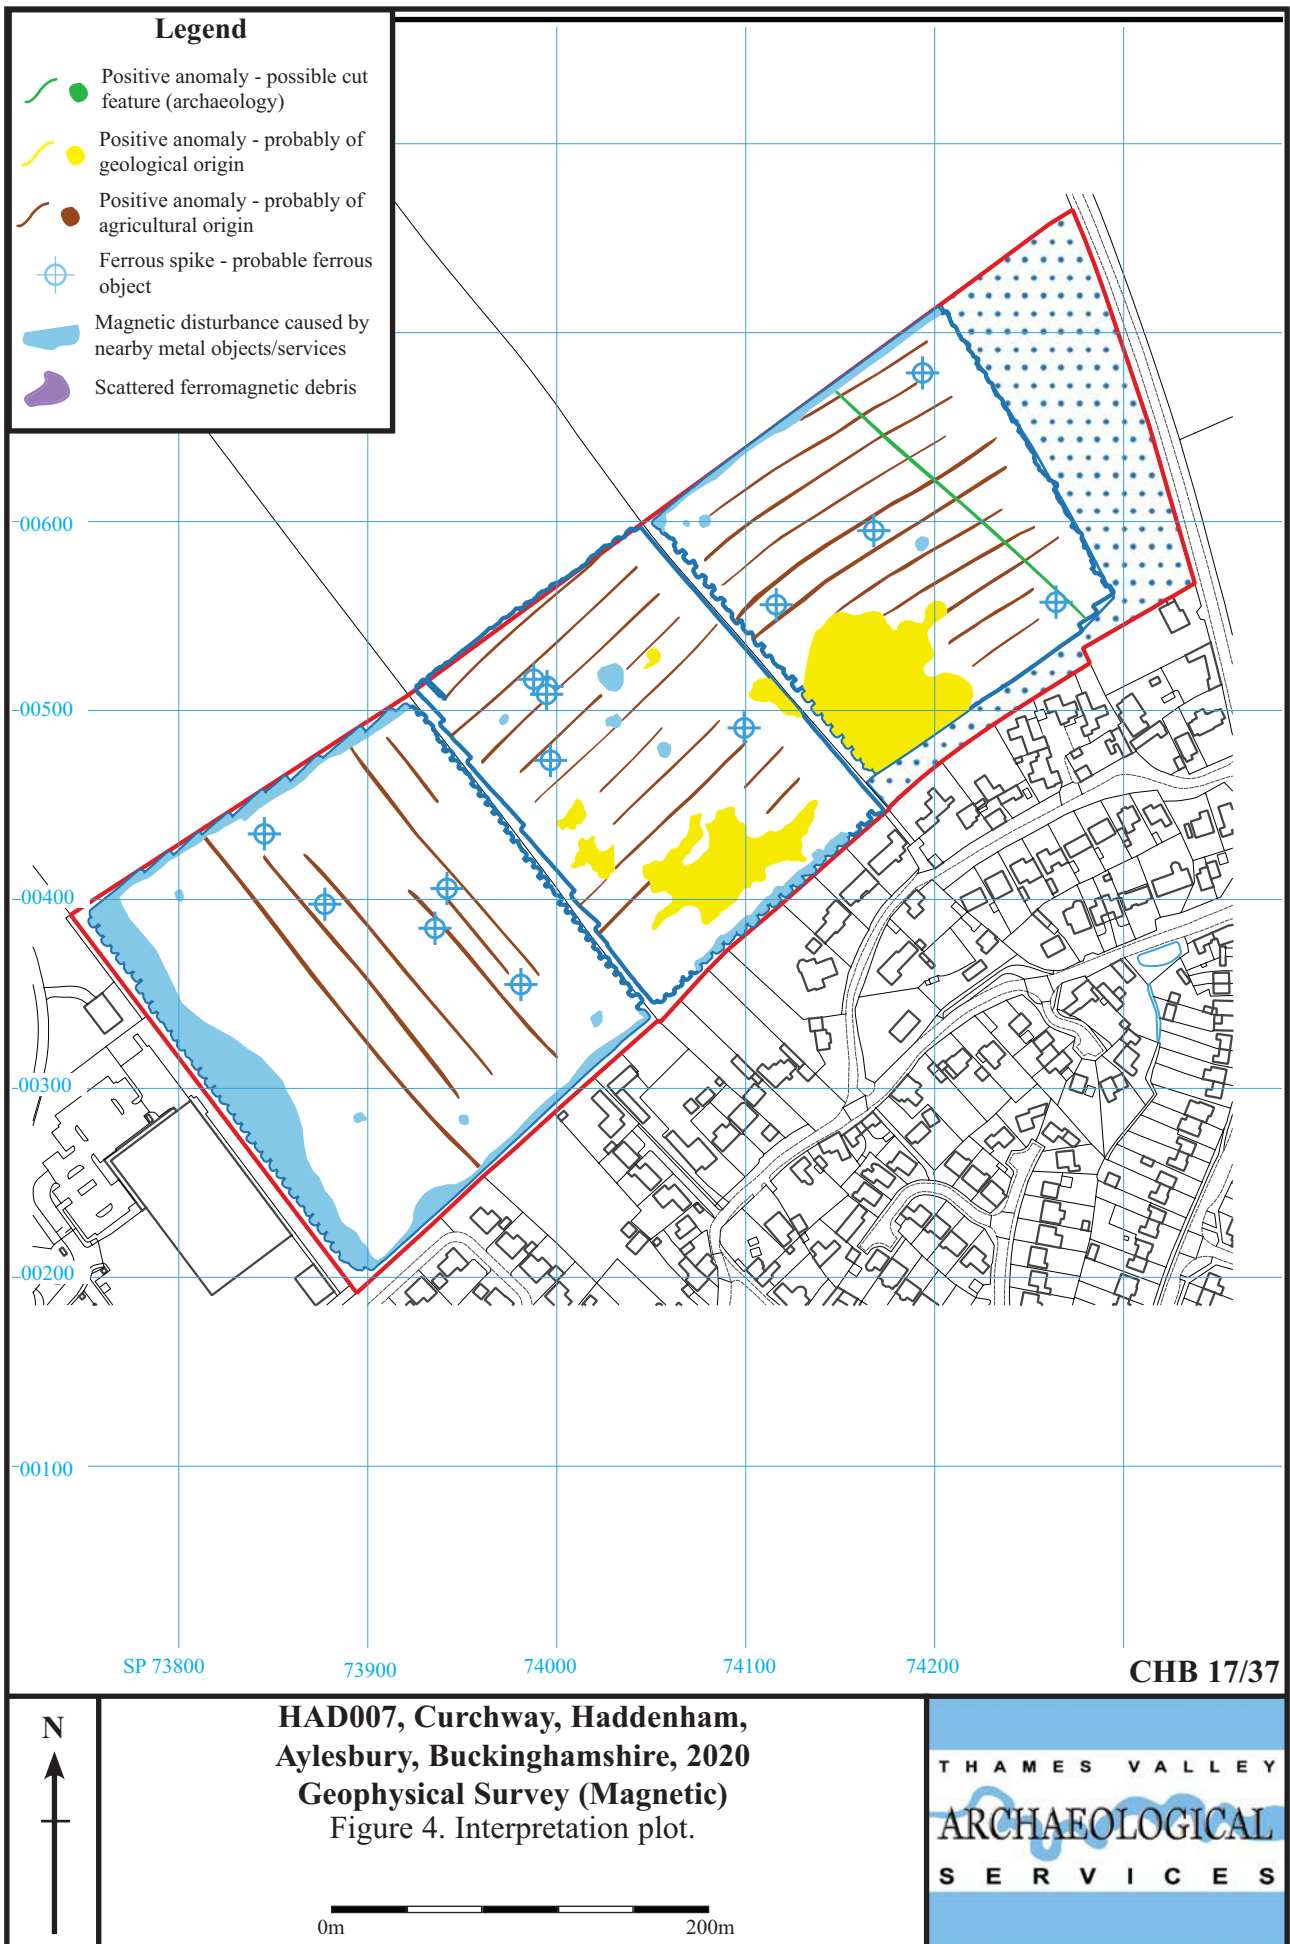 Legend
Positive anomaly - possible cut
feature (archaeology)
Positive anomaly - probably of
geological origin
Positive anomaly - probably of
agricultural origin
Ferrous spike - probable ferrous
object
Magnetic disturbance caused by
nearby metal objects/services
Scattered ferromagnetic debris
00600
00500
00400
00300
00200
00100
SP 73800
73900
74000
74100
74200
CHB 17/37
N
HAD007, Curchway, Haddenham,
Aylesbury, Buckinghamshire, 2020
Geophysical Survey (Magnetic)
Figure 4. Interpretation plot.
0m
200m
THAMES VALLEY
ARCHAEOLOGICAL
SERVICES